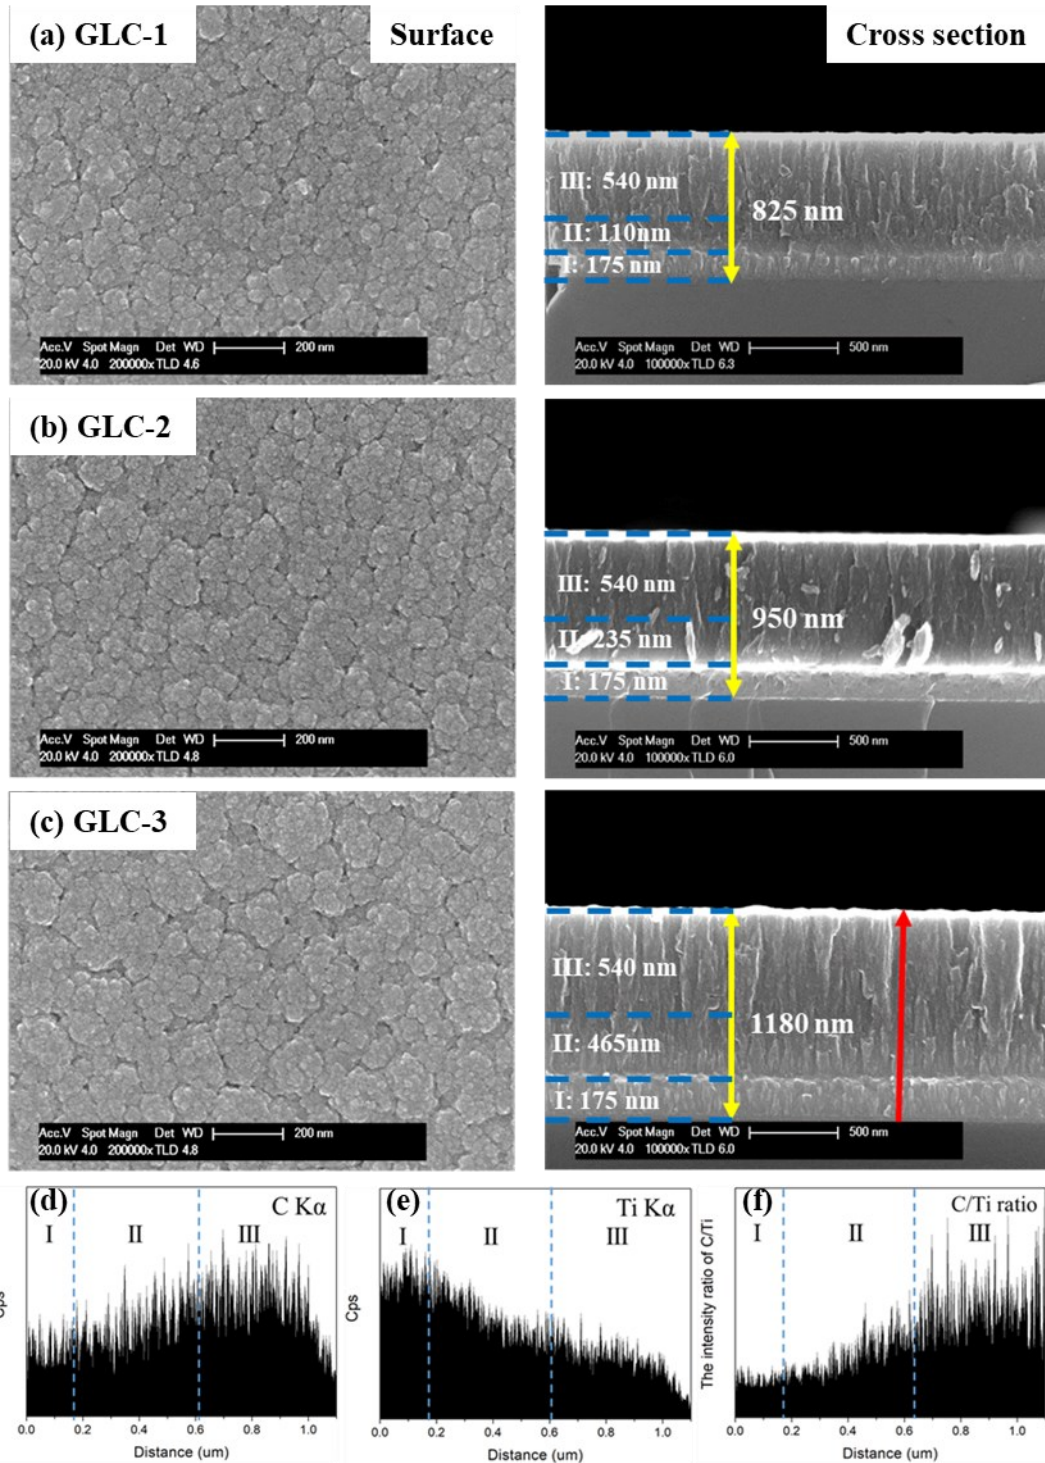 (a) GLC-1
Surface
Cross section
III: 540 nm
II: 110nm
I: 175 nm
825 nm
Acc.V Spot Magn Det WD 200 nm
20.0 kV 4.0 200000x TLD 4.6
Acc.V Spot Magn Det WD 500 nm
20.0 kV 4.0 100000x TLD 6.3
(b) GLC-2
III: 540 nm
II: 235 nm
I: 175 nm
950 nm
Acc.V Spot Magn Det WD 200 nm
20.0 kV 4.0 200000x TLD 4.8
Acc.V Spot Magn Det WD 500 nm
20.0 kV 4.0 100000x TLD 6.0
(c) GLC-3
III: 540 nm
II: 465nm
I: 175 nm
1180 nm
Acc.V Spot Magn Det WD 200 nm
20.0 kV 4.0 200000x TLD 4.8
Acc.V Spot Magn Det WD 500 nm
20.0 kV 4.0 100000x TLD 6.0
(d)
C Kα
I II III
Cps
0.0 0.2 0.4 0.6 0.8 1.0
Distance (um)
(e)
Ti Kα
I II III
Cps
0.0 0.2 0.4 0.6 0.8 1.0
Distance (um)
(f)
C/Ti ratio
I II III
The intensity ratio of C/Ti
0.0 0.2 0.4 0.6 0.8 1.0
Distance (um)